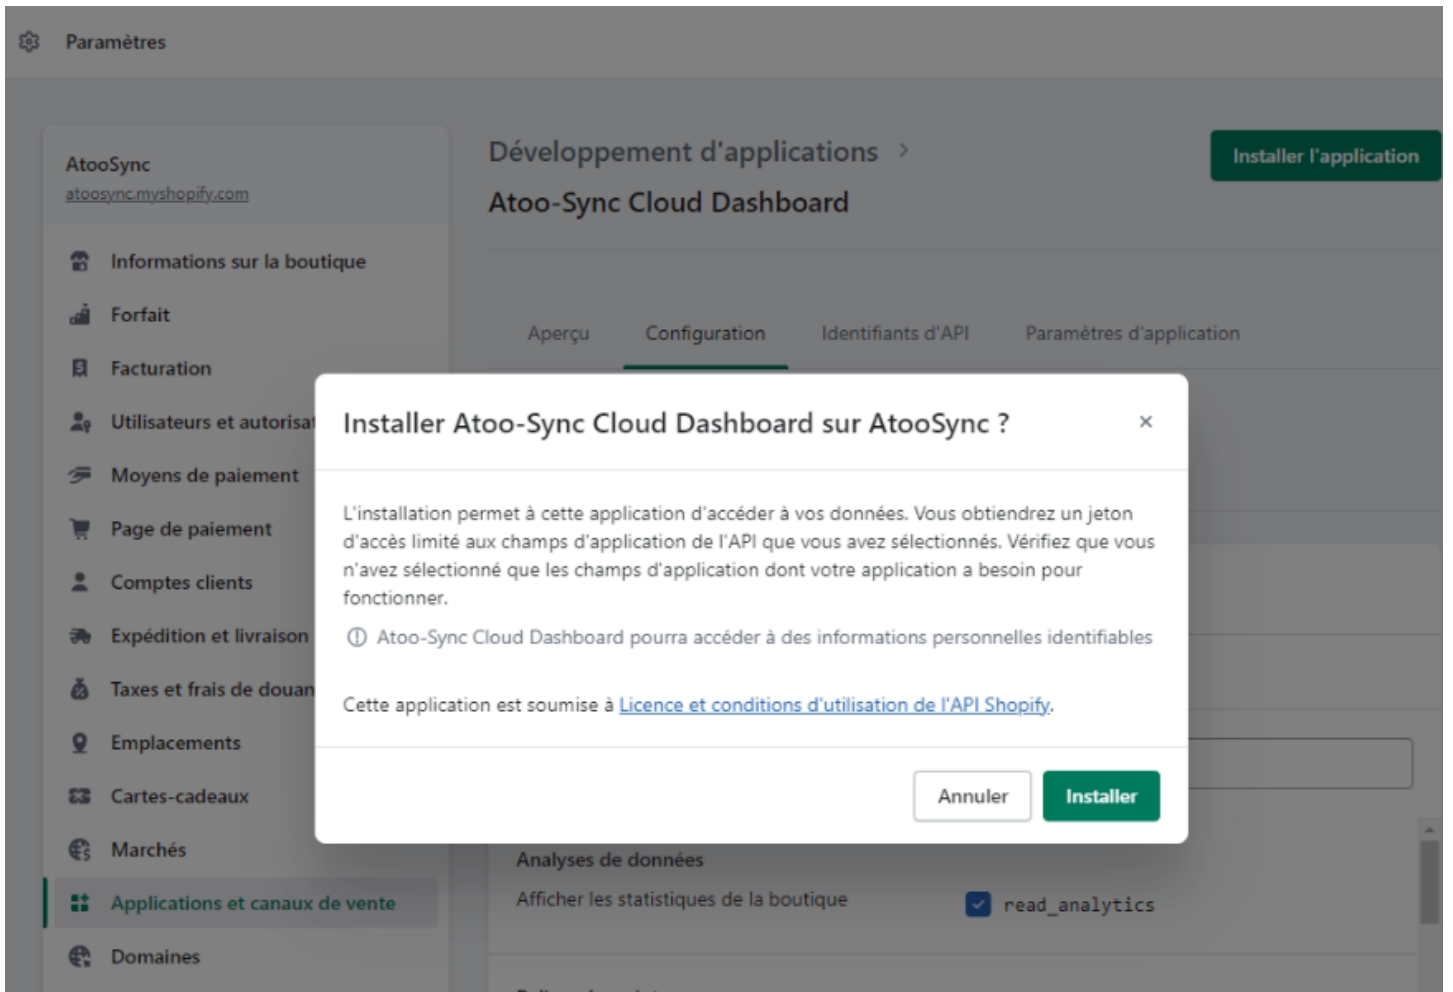 Paramètres
AtooSync
atoosync.myshopify.com
Informations sur la boutique
Forfait
Facturation
Utilisateurs et
Moyens de paiement
Page de paiement
Comptes clients
Expédition et livraison
Taxes et frais de
Emplacements
Cartes-cadeaux
Marchés
Applications et canaux de vente
Domaines
Développement d'applications >
Atoo-Sync Cloud Dashboard
Installer l'application
Aperçu Configuration Identifiants d'API Paramètres d'application
Installer Atoo-Sync Cloud Dashboard sur AtooSync ?
L'installation permet à cette application d'accéder à vos données. Vous obtiendrez un jeton
d'accès limité aux champs d'application de l'API que vous avez sélectionnés. Vérifiez que vous
n'avez sélectionné que les champs d'application dont votre application a besoin pour
fonctionner.
Atoo-Sync Cloud Dashboard pourra accéder à des informations personnelles identifiables
Cette application est soumise à Licence et conditions d'utilisation de l'API Shopify.
Annuler Installer
Analyses de données
Afficher les statistiques de la boutique read_analytics